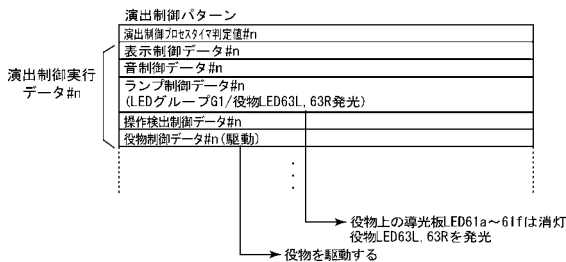 演出制御パターン
演出制御プロセスタイマ判定値#n
表示制御データ#n
音制御データ#n
ランプ制御データ#n
(LEDグループG1/役物LED63L, 63R発光)
操作検出制御データ#n
役物制御データ#n(駆動)
演出制御実行
データ#n
役物上の導光板LED61a～61fは消灯
役物LED63L, 63Rを発光
役物を駆動する